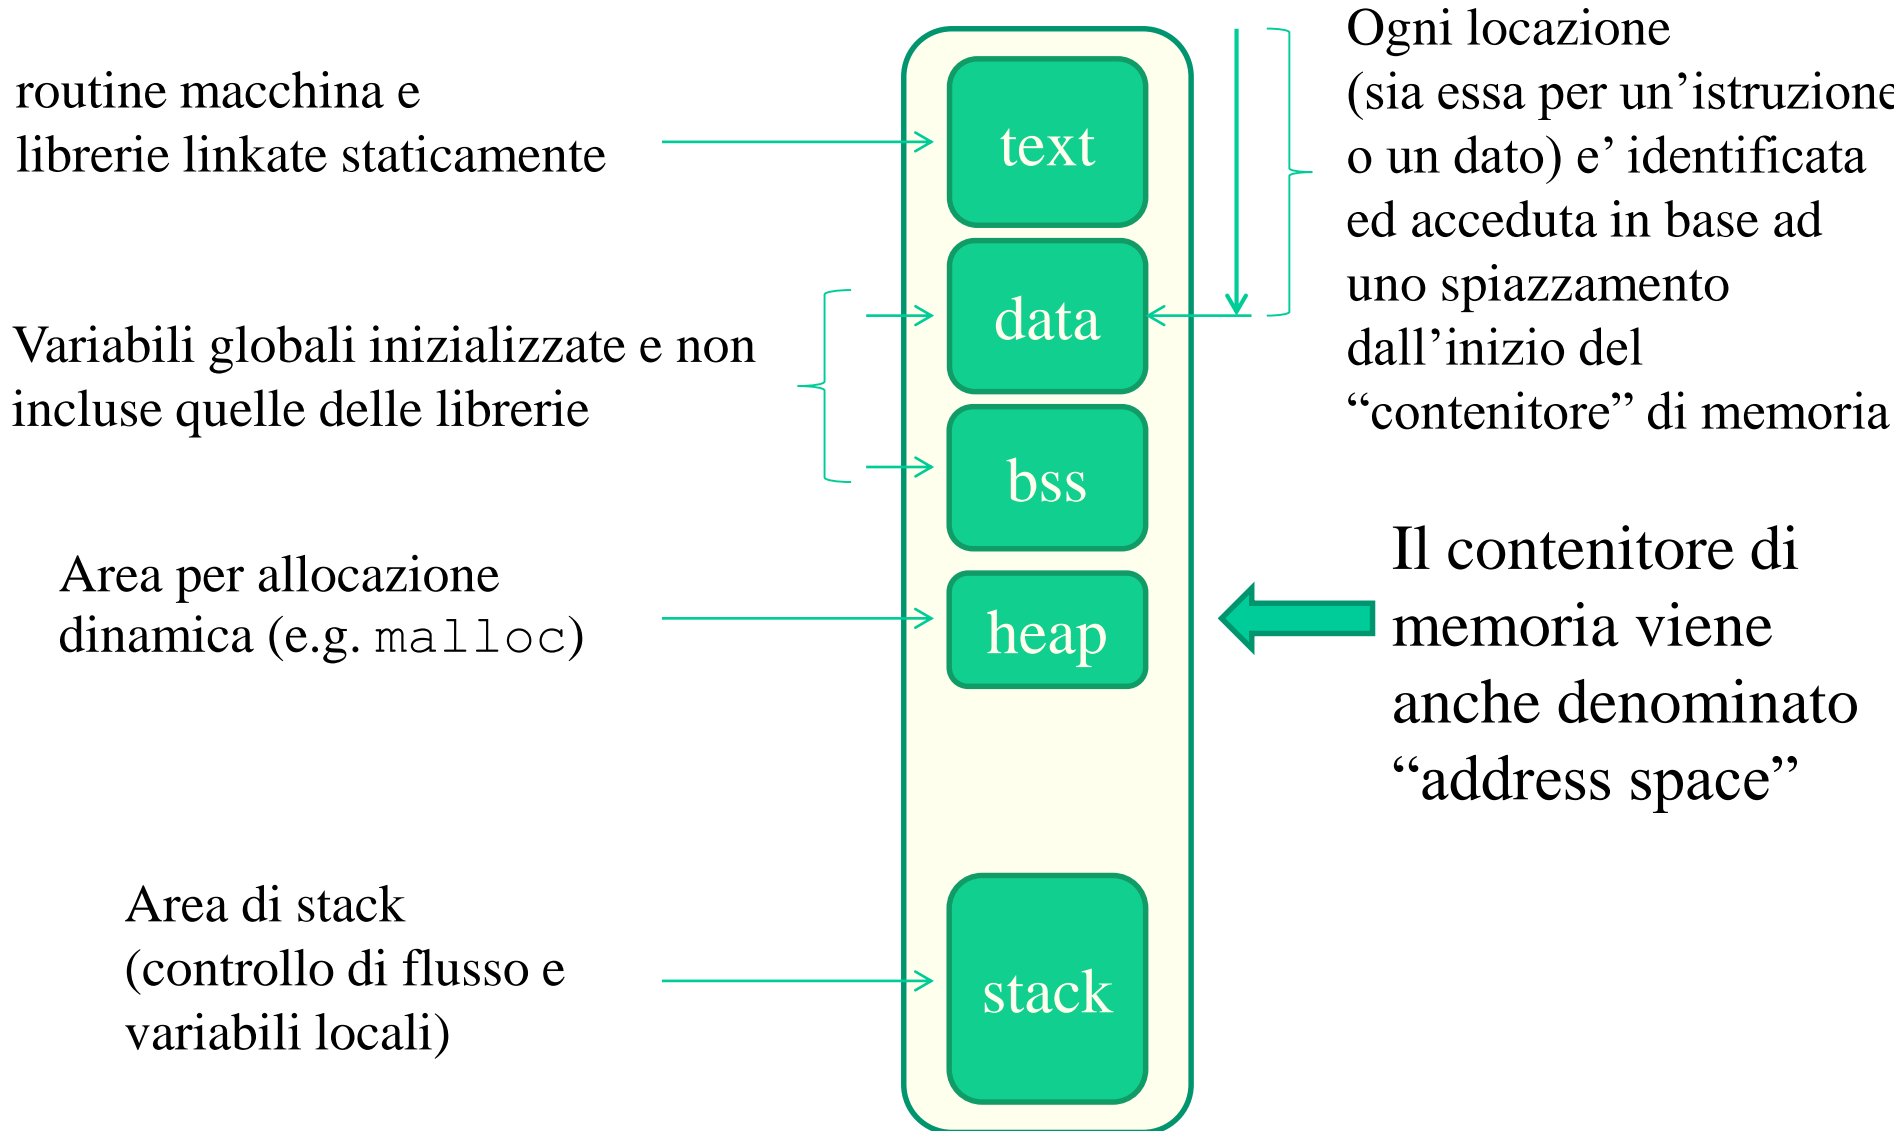 routine macchina e
librerie linkate staticamente
Variabili globali inizializzate e non
incluse quelle delle librerie
Area per allocazione
dinamica (e.g. malloc)
Area di stack
(controllo di flusso e
variabili locali)
text
data
bss
heap
stack
Ogni locazione
(sia essa per un’istruzione
o un dato) e’ identificata
ed acceduta in base ad
uno spiazzamento
dall’inizio del
“contenitore” di memoria
Il contenitore di
memoria viene
anche denominato
“address space”